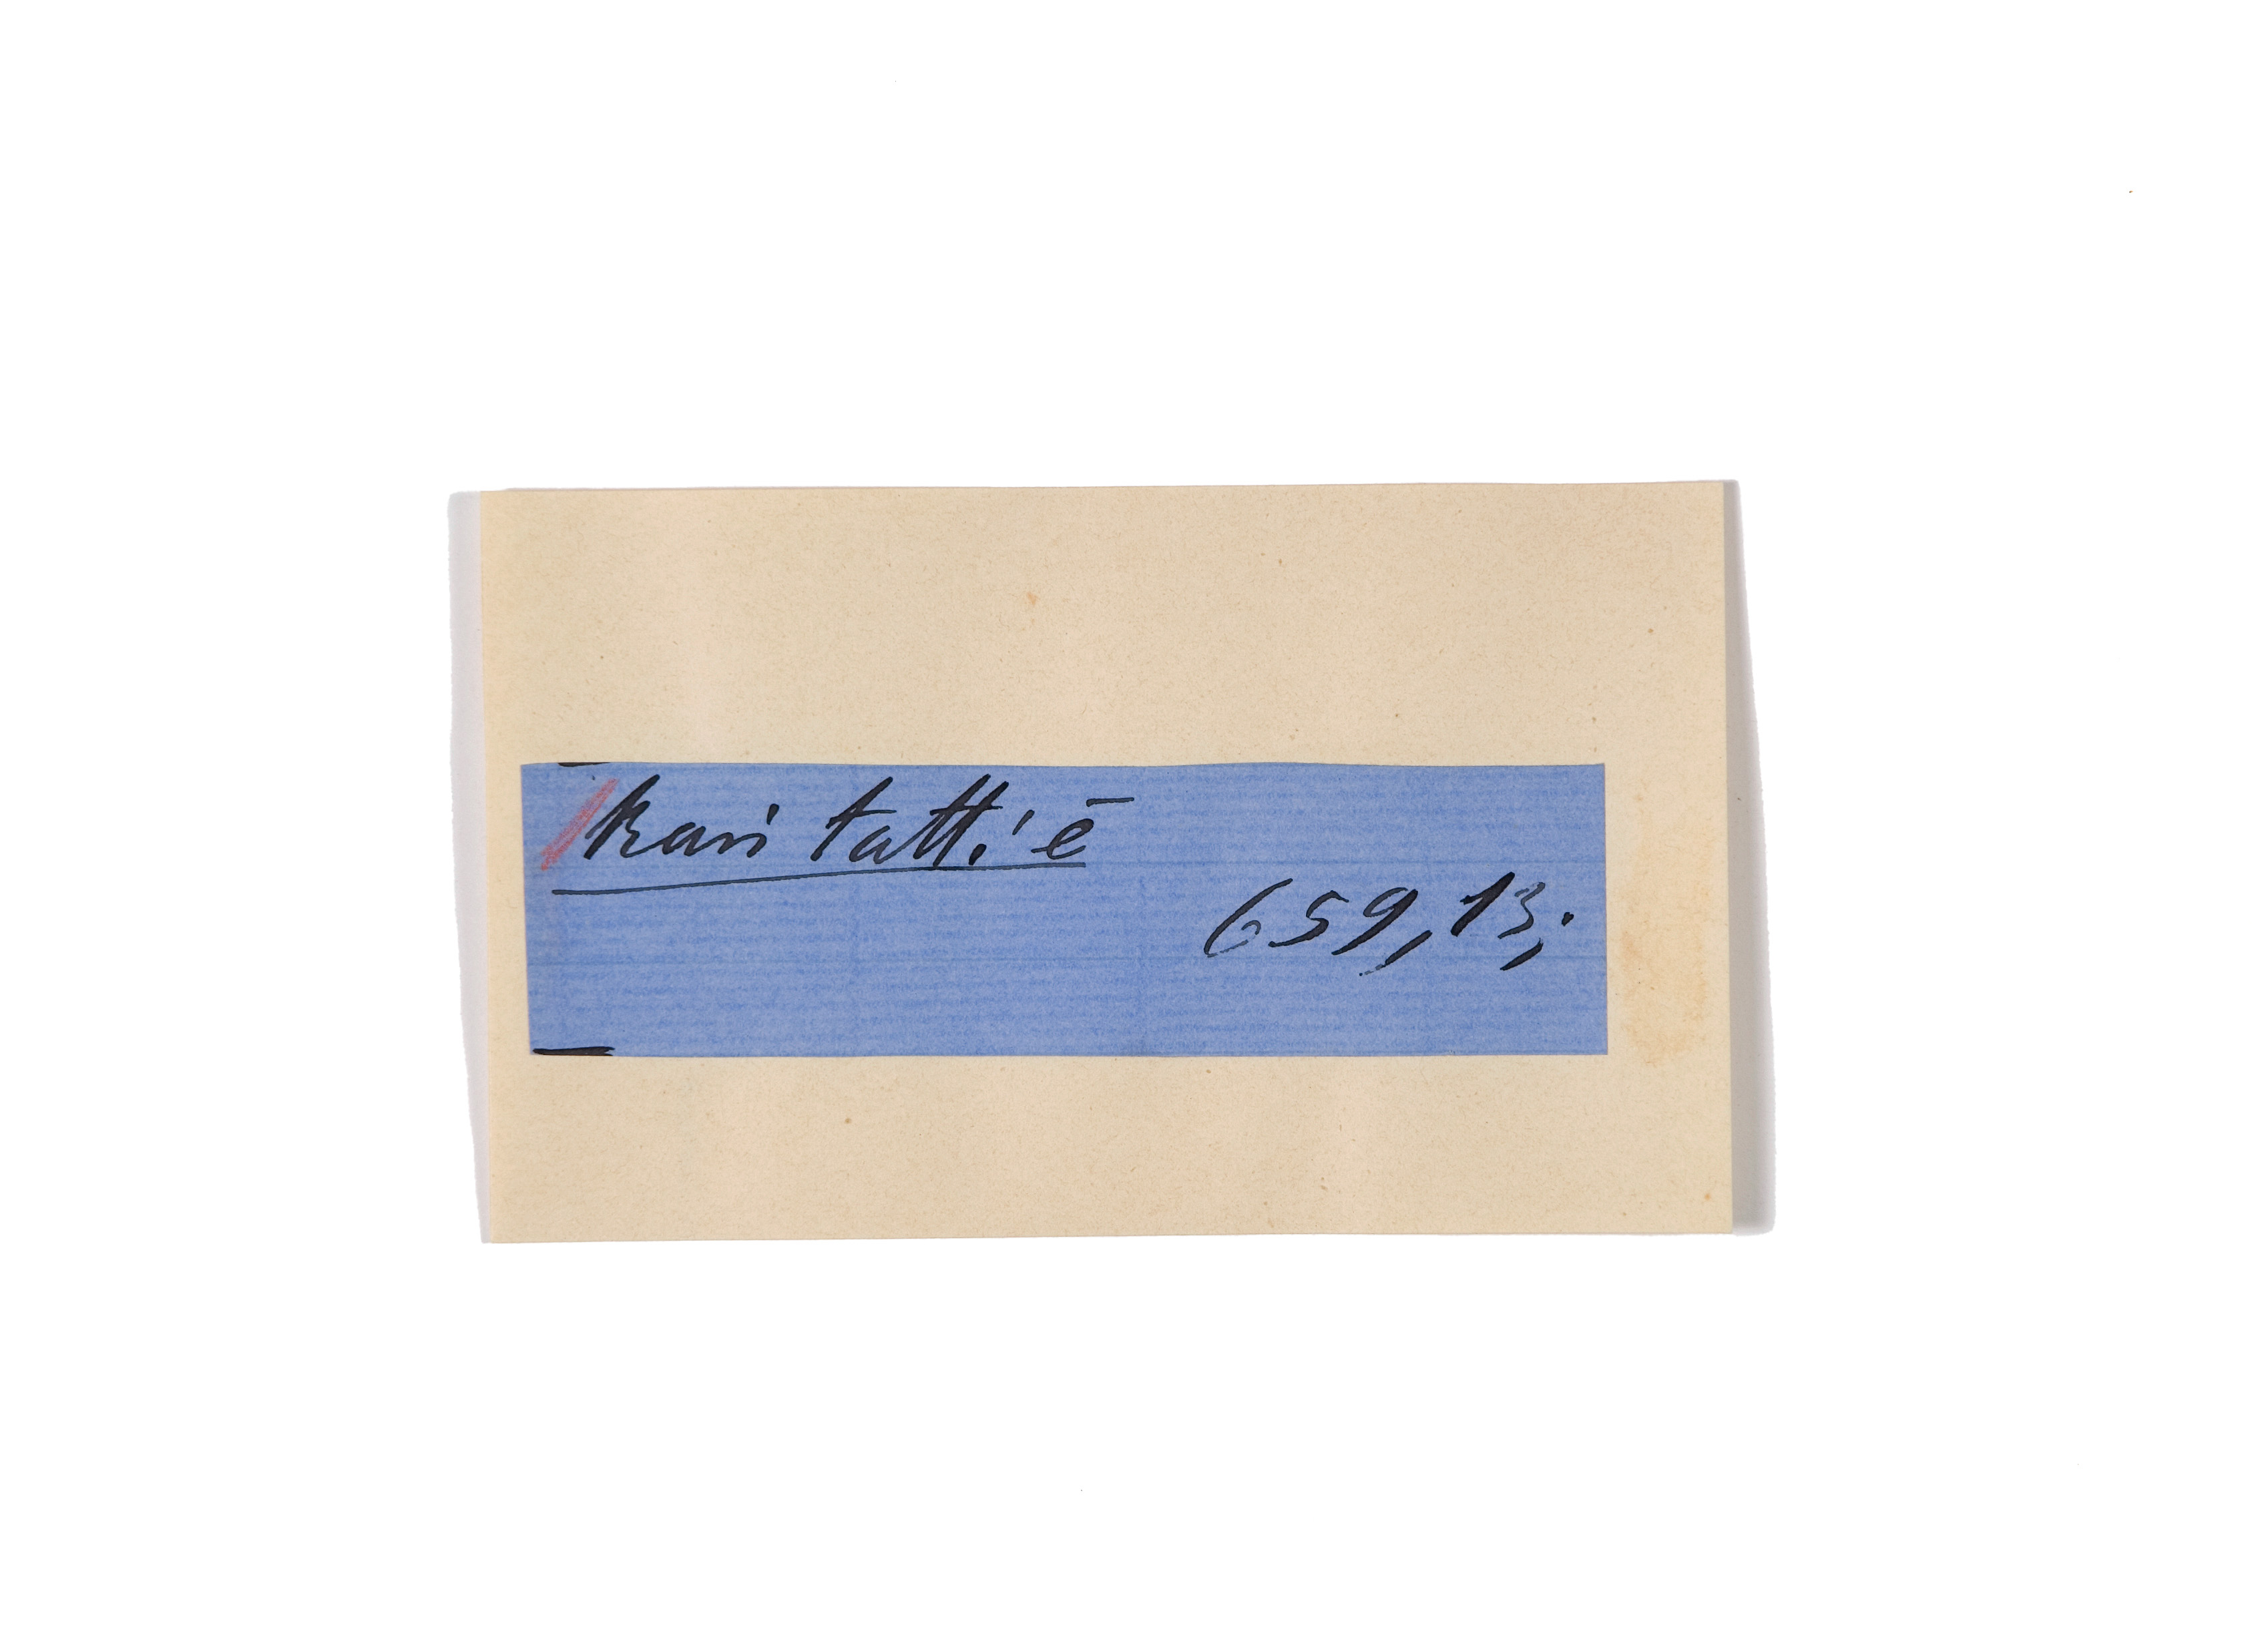 kari tatti ē
659,13;